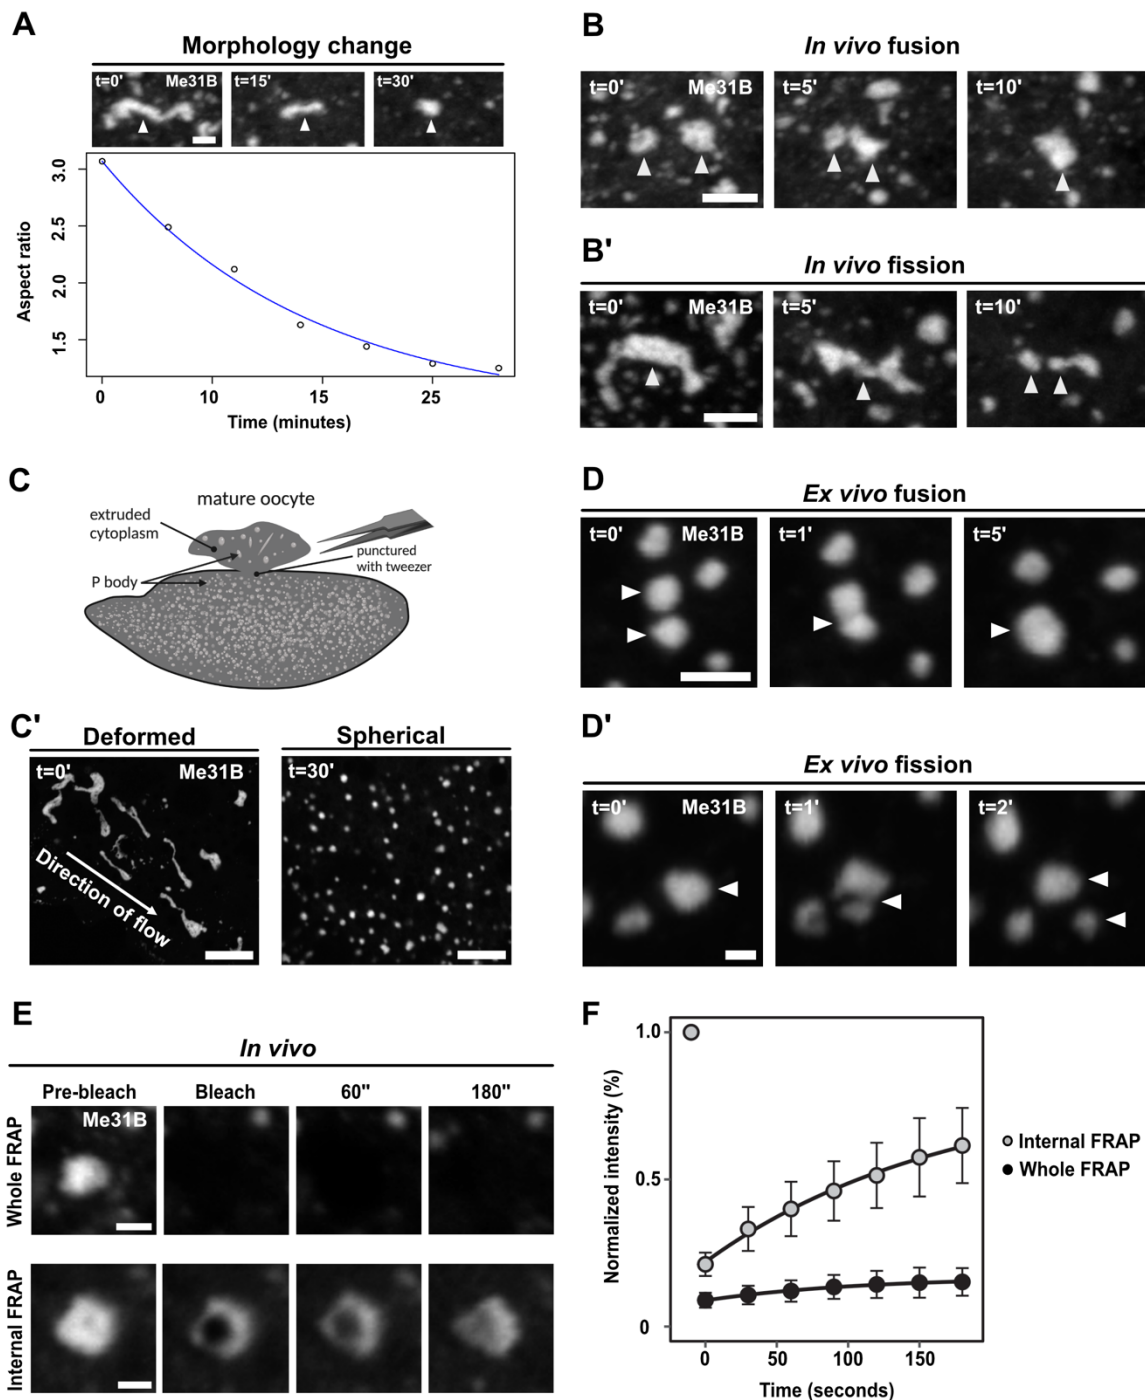 A
Morphology change
t=0' Me31B
t=15'
t=30'
3.0
2.5
2.0
1.5
Aspect ratio
0 10 15 25
Time (minutes)
B
In vivo fusion
t=0' Me31B
t=5'
t=10'
B'
In vivo fission
t=0' Me31B
t=5'
t=10'
C
mature oocyte
extruded
cytoplasm
punctured
with tweezer
P body
C'
Deformed
t=0' Me31B
Direction of flow
Spherical
t=30'
D
Ex vivo fusion
t=0' Me31B
t=1'
t=5'
D'
Ex vivo fission
t=0' Me31B
t=1'
t=2'
E
In vivo
Pre-bleach Bleach 60" 180"
Whole FRAP
Me31B
Internal FRAP
F
1.0
0.5
0
Normalized intensity (%)
0 50 100 150
Time (seconds)
Internal FRAP
Whole FRAP